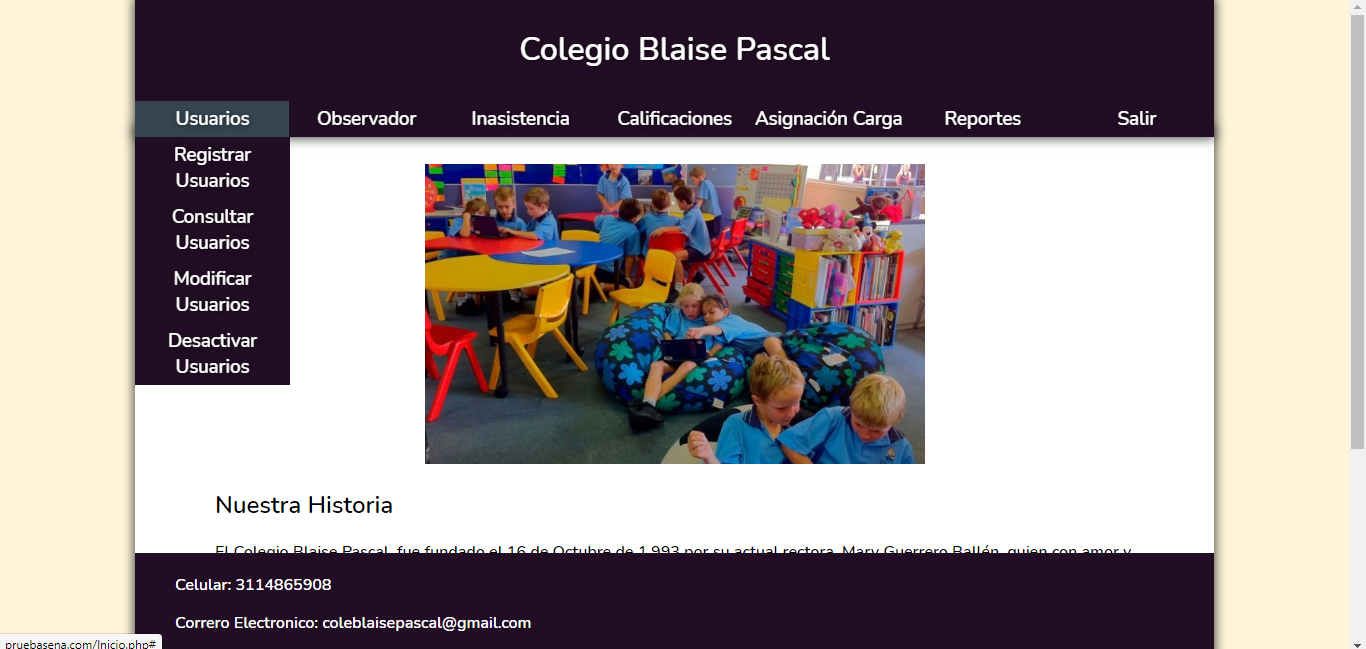 Colegio Blaise Pascal
Usuarios Observador Inasistencia Calificaciones Asignación Carga Reportes Salir
Registrar
Usuarios
Consultar
Usuarios
Modificar
Usuarios
Desactivar
Usuarios
Nuestra Historia
El Colegio Blaise Pascal, fue fundado el 16 de Octubre de 1.993 por su actual rectora, Mary Guerrero Ballén, quien con amor y
Celular: 3114865908
Correro Electronico: coleblaisepascal@gmail.com
pruebasena.com/Inicio.php#